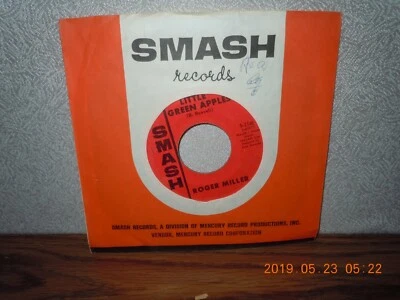 SMASH
records
LITTLE
GREEN APPLES
SMASH
ROGER MILLER
SMASH RECORDS, A DIVISION OF MERCURY RECORD PRODUCTIONS, INC.
VENDOR, MERCURY RECORD CORPORATION
2019.05.23 05:22